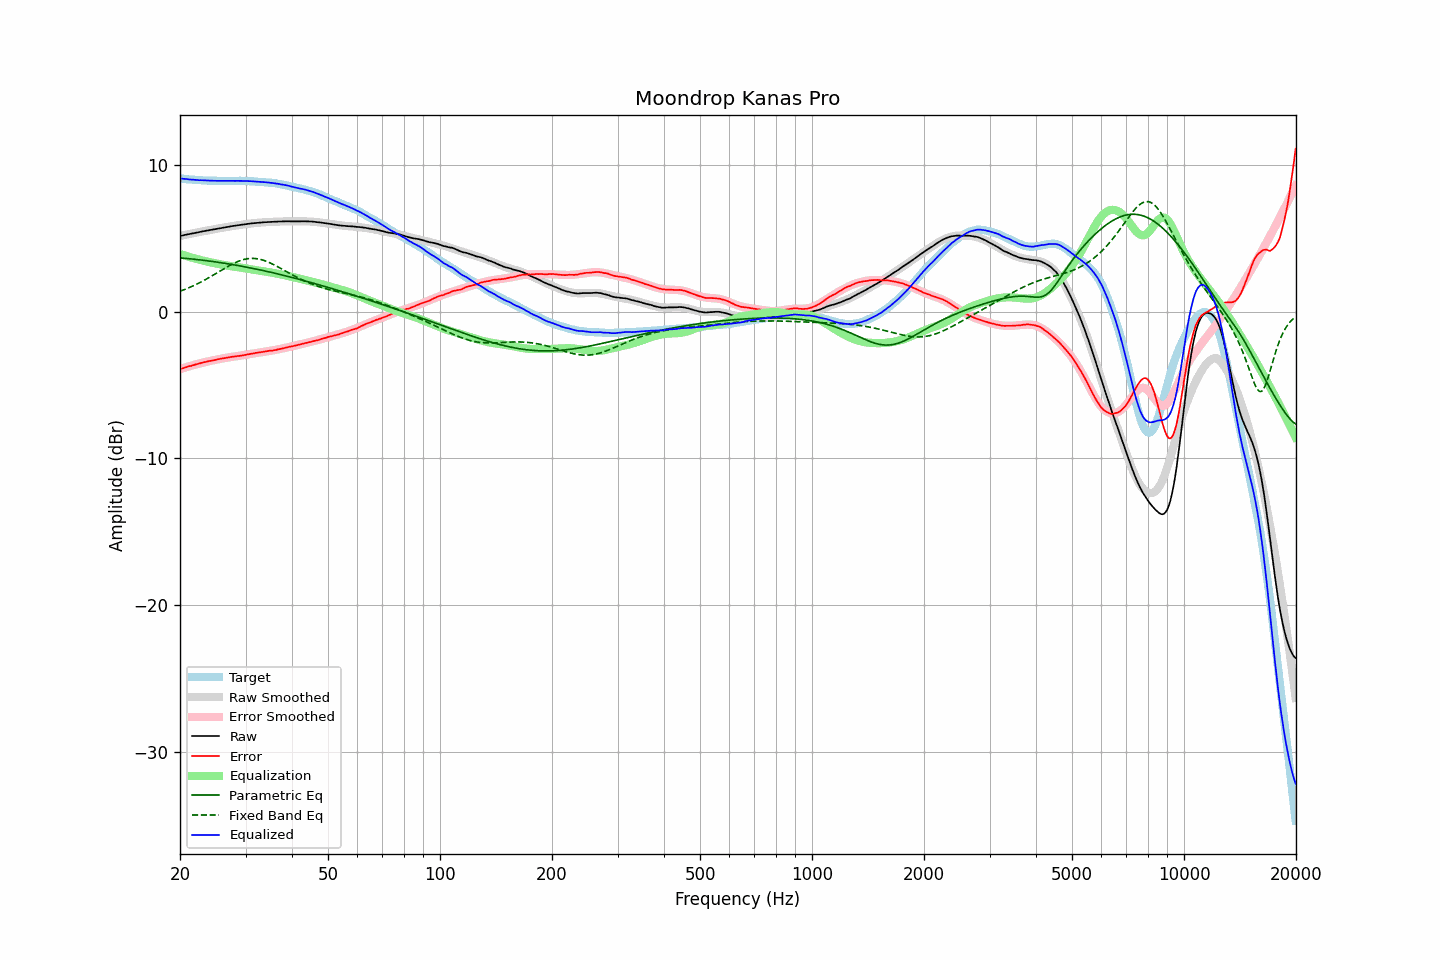 Moondrop Kanas Pro
10
0
−10
−20
−30
Amplitude (dBr)
Target
Raw Smoothed
Error Smoothed
Raw
Error
Equalization
Parametric Eq
Fixed Band Eq
Equalized
20
50
100
200
500
1000
2000
5000
10000
20000
Frequency (Hz)